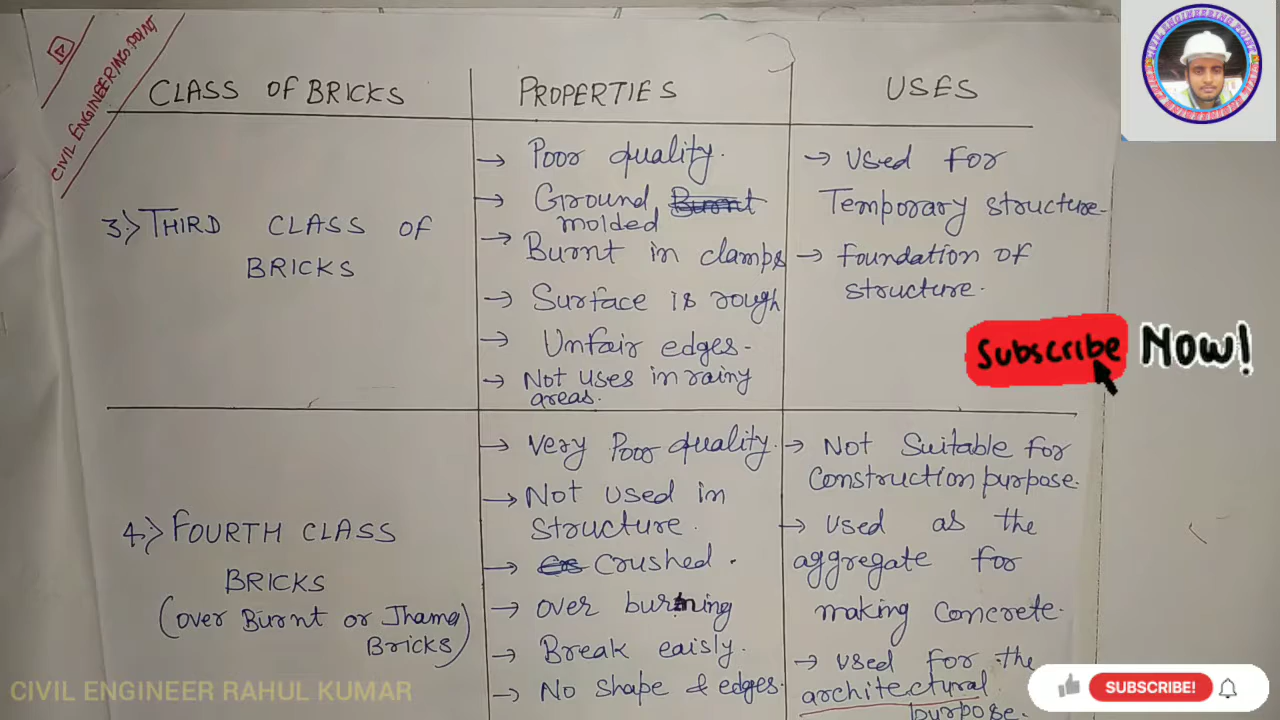 CIVIL ENGINEERING POINT
CLASS OF BRICKS
PROPERTIES
USES
3.) THIRD CLASS OF
BRICKS
→ Poor quality.
→ Ground Burnt
molded
→ Burnt in clamps
→ Surface is rough
→ Unfair edges.
→ Not uses in rainy
areas.
→ Used For
Temporary structure.
→ Foundation of
structure.
Subscribe Now!
4.) FOURTH CLASS
BRICKS
(over Burnt or Jhama
Bricks)
→ Very Poor quality.
→ Not used in
structure.
→ Crushed.
→ over burning
→ Break eaisly.
→ No shape & edges.
→ Not Suitable for
Construction purpose.
→ Used as the
aggregate for
making Concrete.
→ Used for the
architectural
purpose.
CIVIL ENGINEER RAHUL KUMAR
SUBSCRIBE!